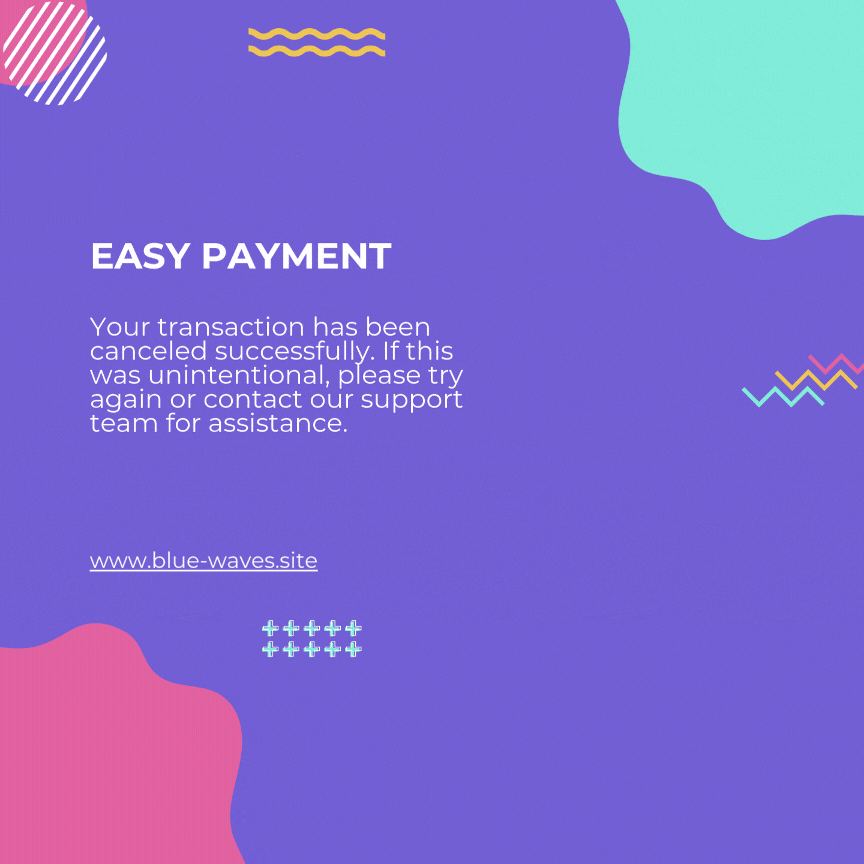 EASY PAYMENT
Your transaction has been
canceled successfully. If this
was unintentional, please try
again or contact our support
team for assistance.
www.blue-waves.site